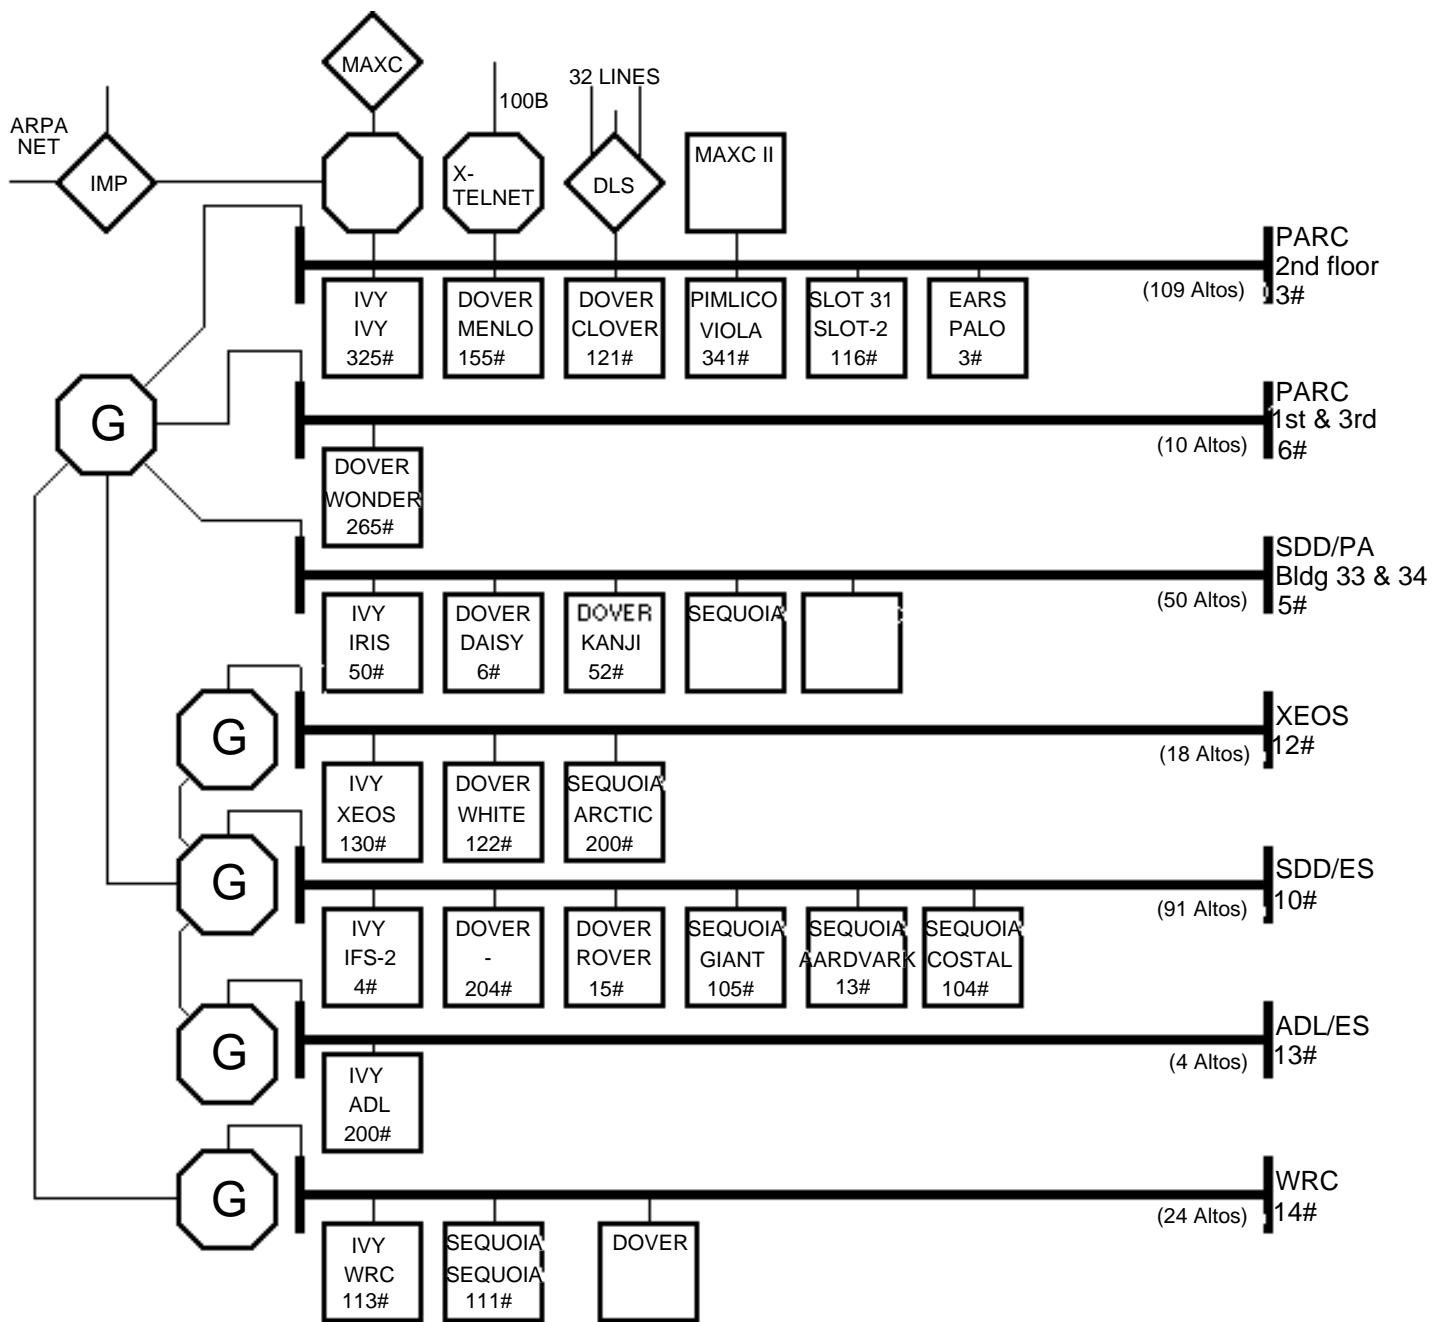 MAXC
32 LINES
100B
ARPA
NET
IMP
X-
TELNET
DLS
MAXC II
PARC
2nd floor
3#
(109 Altos)
IVY
IVY
325#
DOVER
MENLO
155#
DOVER
CLOVER
121#
PIMLICO
VIOLA
341#
SLOT 31
SLOT-2
116#
EARS
PALO
3#
G
PARC
1st & 3rd
6#
(10 Altos)
DOVER
WONDER
265#
SDD/PA
Bldg 33 & 34
5#
(50 Altos)
IVY
IRIS
50#
DOVER
DAISY
6#
DOVER
KANJI
52#
SEQUOIA
G
XEOS
12#
(18 Altos)
IVY
XEOS
130#
DOVER
WHITE
122#
SEQUOIA
ARCTIC
200#
G
SDD/ES
10#
(91 Altos)
IVY
IFS-2
4#
DOVER
-
204#
DOVER
ROVER
15#
SEQUOIA
GIANT
105#
SEQUOIA
AARDVARK
13#
SEQUOIA
COSTAL
104#
G
ADL/ES
13#
(4 Altos)
IVY
ADL
200#
G
WRC
14#
(24 Altos)
IVY
WRC
113#
SEQUOIA
SEQUOIA
111#
DOVER